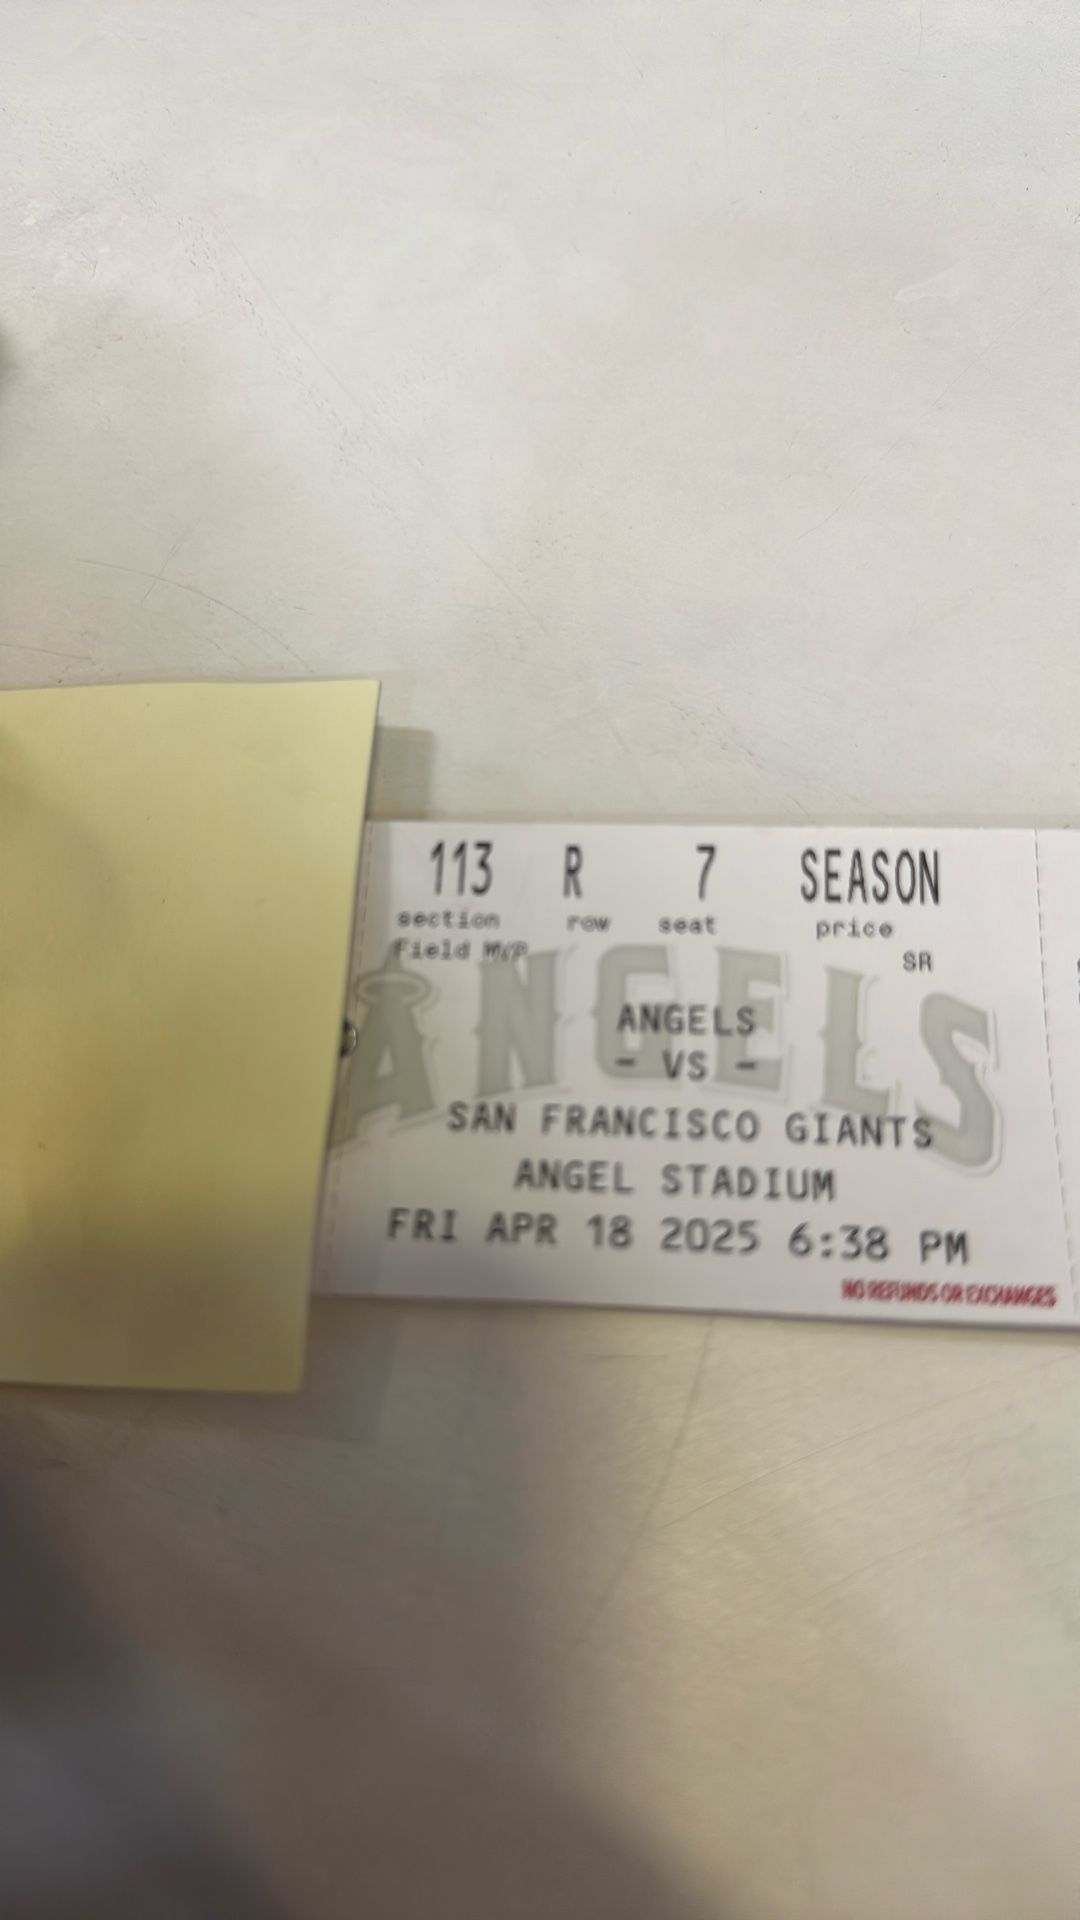 113 R 7 SEASON
section row seat price
Field MVP
SR
ANGELS
ANGELS
- VS -
SAN FRANCISCO GIANTS
ANGEL STADIUM
FRI APR 18 2025 6:38 PM
NO REFUNDS OR EXCHANGES